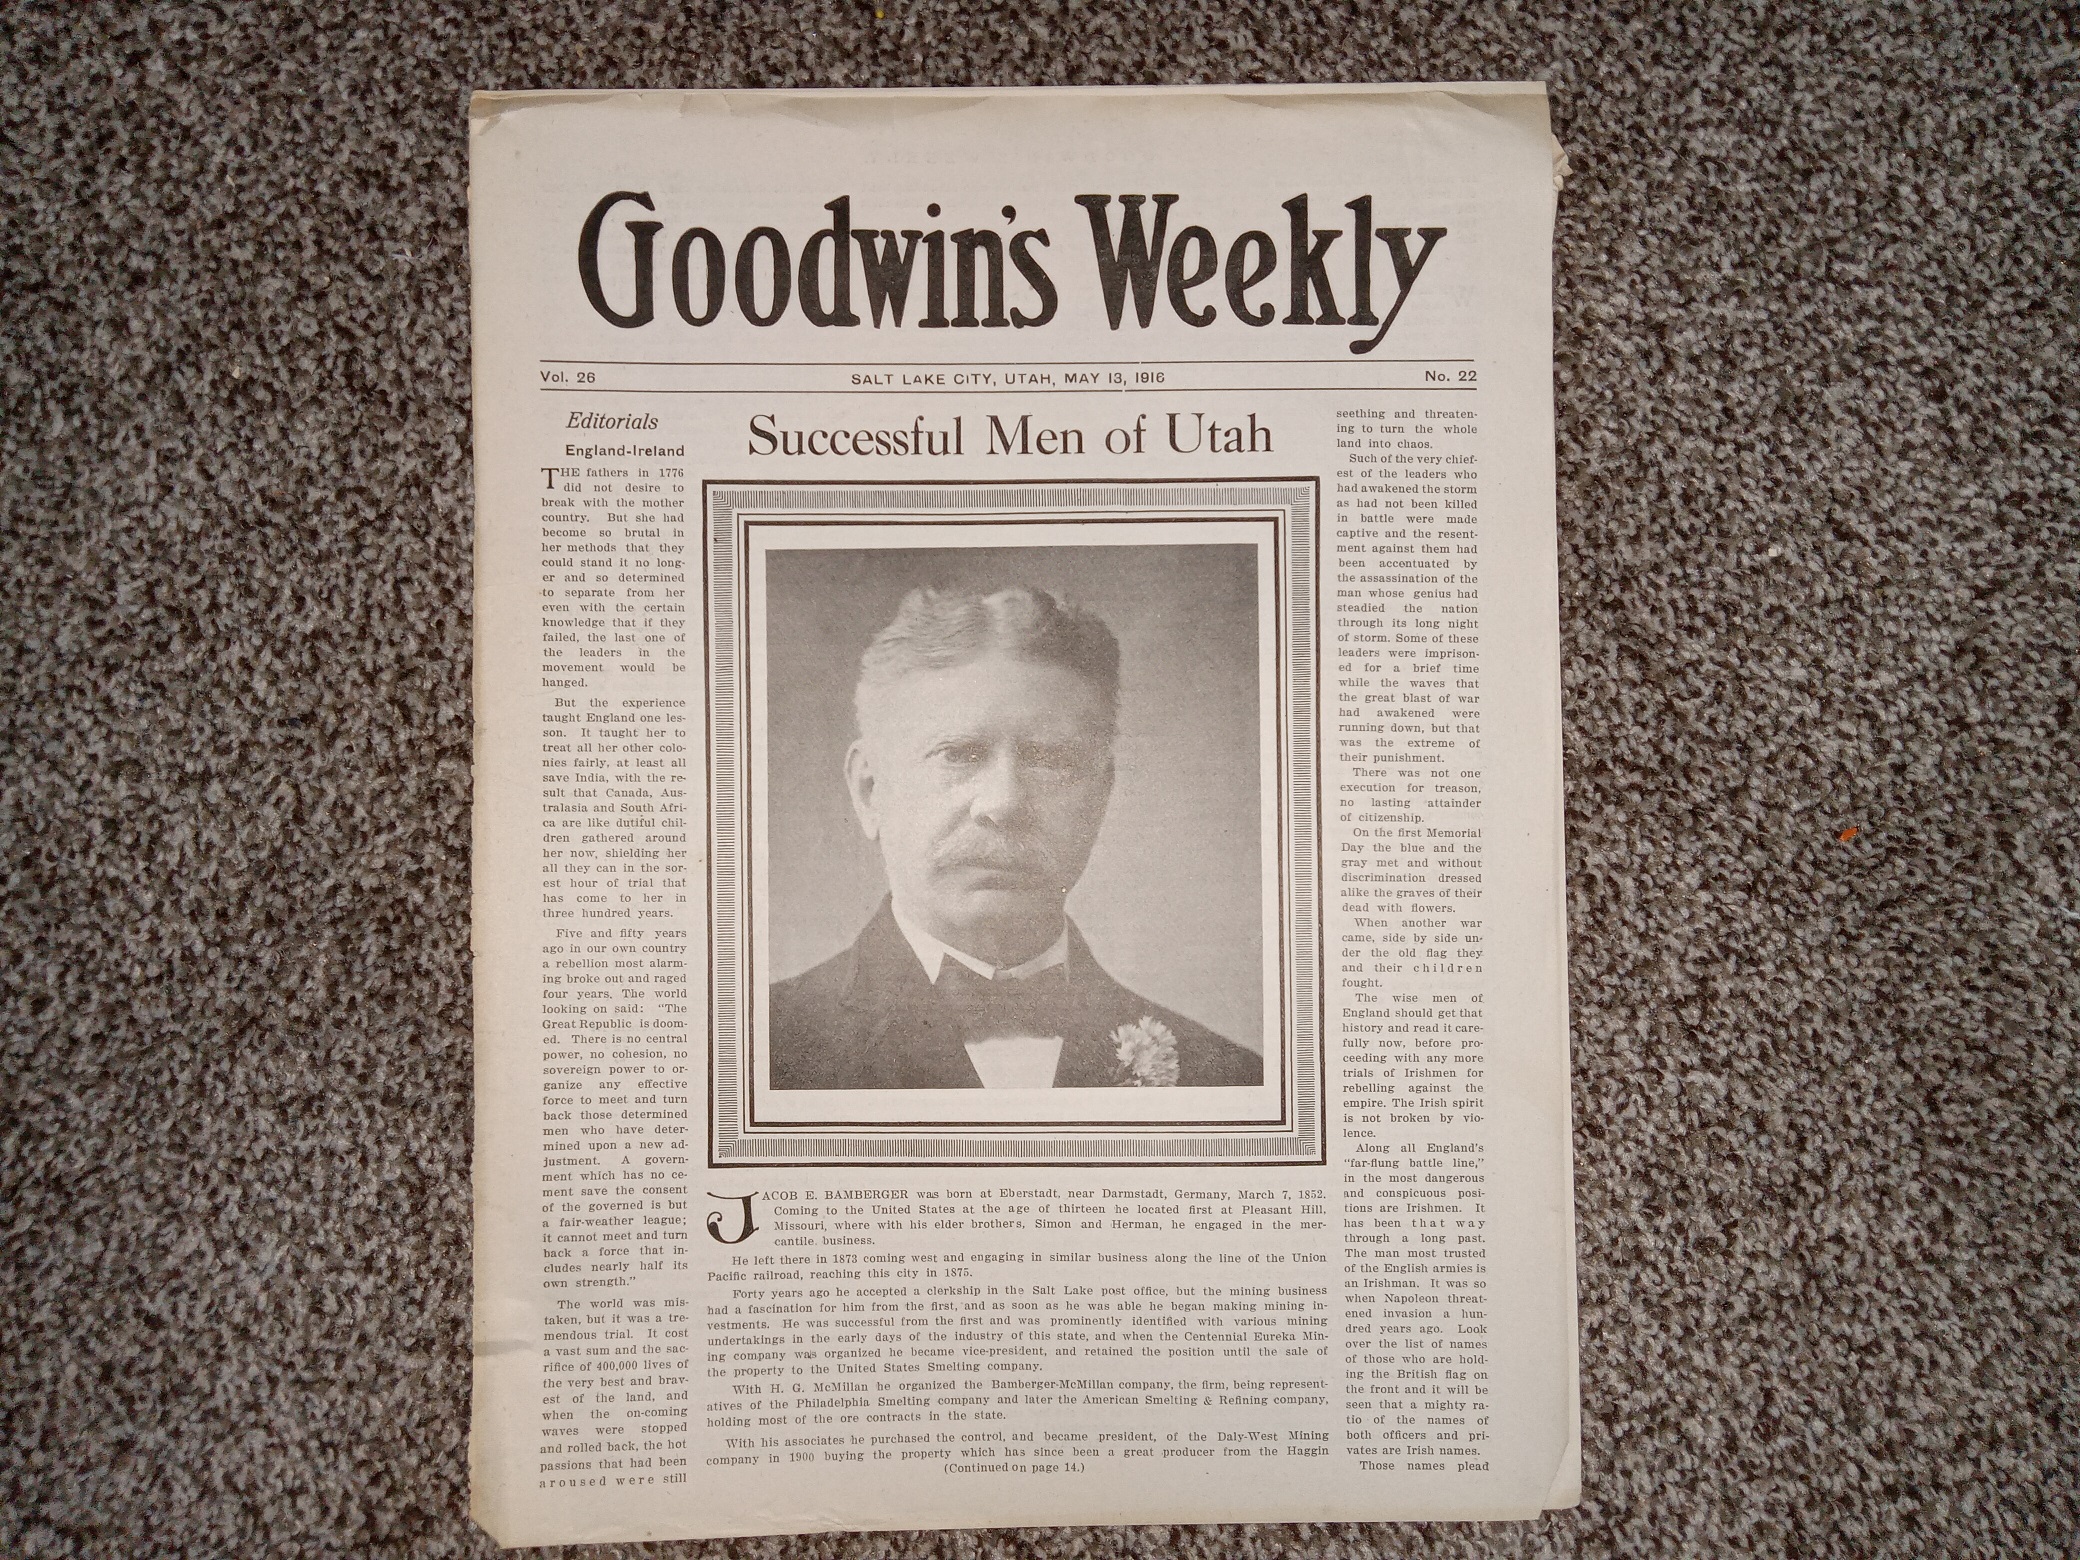 Goodwin's Weekly
Vol. 26 SALT LAKE CITY, UTAH, MAY 13, 1916 No. 22
Editorials
England-Ireland
THE fathers in 1776
did not desire to
break with the mother
country. But she had
become so brutal in
her methods that they
could stand it no long-
er and so determined
to separate from her
even with the certain
knowledge that if they
failed, the last one of
the leaders in the
movement would be
hanged.
But the experience
taught England one les-
son. It taught her to
treat all her other colo-
nies fairly, at least all
save India, with the re-
sult that Canada, Aus-
tralasia and South Afri-
ca are like dutiful chil-
dren gathered around
her now, shielding her
all they can in the sor-
est hour of trial that
has come to her in
three hundred years.
Five and fifty years
ago in our own country
a rebellion most alarm-
ing broke out and raged
four years. The world
looking on said: "The
Great Republic is doom-
ed. There is no central
power, no cohesion, no
sovereign power to or-
ganize any effective
force to meet and turn
back those determined
men who have deter-
mined upon a new ad-
justment. A govern-
ment which has no ce-
ment save the consent
of the governed is but
a fair-weather league;
it cannot meet and turn
back a force that in-
cludes nearly half its
own strength."
The world was mis-
taken, but it was a tre-
mendous trial. It cost
a vast sum and the sac-
rifice of 400,000 lives of
the very best and brav-
est of the land, and
when the on-coming
waves were stopped
and rolled back, the hot
passions that had been
aroused were still
Successful Men of Utah
JACOB E. BAMBERGER was born at Eberstadt, near Darmstadt, Germany, March 7, 1852.
Coming to the United States at the age of thirteen he located first at Pleasant Hill,
Missouri, where with his elder brothers, Simon and Herman, he engaged in the mer-
cantile business.
He left there in 1873 coming west and engaging in similar business along the line of the Union
Pacific railroad, reaching this city in 1875.
Forty years ago he accepted a clerkship in the Salt Lake post office, but the mining business
had a fascination for him from the first, and as soon as he was able he began making mining in-
vestments. He was successful from the first and was prominently identified with various mining
undertakings in the early days of the industry of this state, and when the Centennial Eureka Min-
ing company was organized he became vice-president, and retained the position until the sale of
the property to the United States Smelting company.
With H. G. McMillan he organized the Bamberger-McMillan company, the firm, being represent-
atives of the Philadelphia Smelting company and later the American Smelting & Refining company,
holding most of the ore contracts in the state.
With his associates he purchased the control, and became president, of the Daly-West Mining
company in 1900 buying the property which has since been a great producer from the Haggin
(Continued on page 14.)
seething and threaten-
ing to turn the whole
land into chaos.
Such of the very chief-
est of the leaders who
had awakened the storm
as had not been killed
in battle were made
captive and the resent-
ment against them had
been accentuated by
the assassination of the
man whose genius had
steadied the nation
through its long night
of storm. Some of these
leaders were imprison-
ed for a brief time
while the waves that
the great blast of war
had awakened were
running down, but that
was the extreme of
their punishment.
There was not one
execution for treason,
no lasting attainder
of citizenship.
On the first Memorial
Day the blue and the
gray met and without
discrimination dressed
alike the graves of their
dead with flowers.
When another war
came, side by side un-
der the old flag they
and their children
fought.
The wise men of
England should get that
history and read it care-
fully now, before pro-
ceeding with any more
trials of Irishmen for
rebelling against the
empire. The Irish spirit
is not broken by vio-
lence.
Along all England's
"far-flung battle line,"
in the most dangerous
and conspicuous posi-
tions are Irishmen. It
has been that way
through a long past.
The man most trusted
of the English armies is
an Irishman. It was so
when Napoleon threat-
ened invasion a hun-
dred years ago. Look
over the list of names
of those who are hold-
ing the British flag on
the front and it will be
seen that a mighty ra-
tio of the names of
both officers and pri-
vates are Irish names.
Those names plead